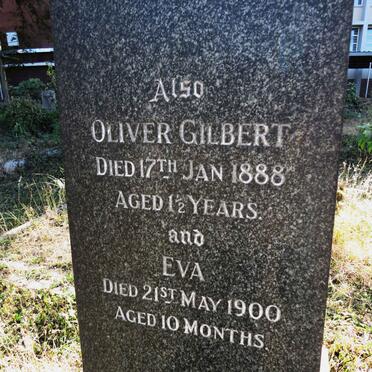 Also
OLIVER GILBERT
DIED 17TH JAN 1888
AGED 1½ YEARS.
and
EVA
DIED 21ST MAY 1900
AGED 10 MONTHS.